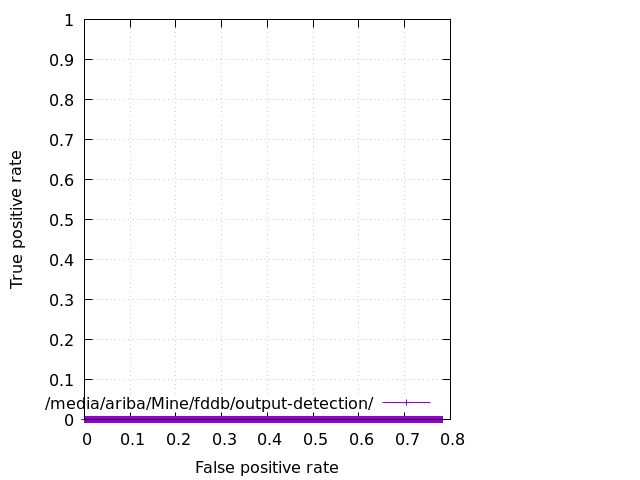 1
0.9
0.8
0.7
0.6
0.5
0.4
0.3
0.2
0.1
0
True positive rate
/media/ariba/Mine/fddb/output-detection/
0 0.1 0.2 0.3 0.4 0.5 0.6 0.7 0.8
False positive rate